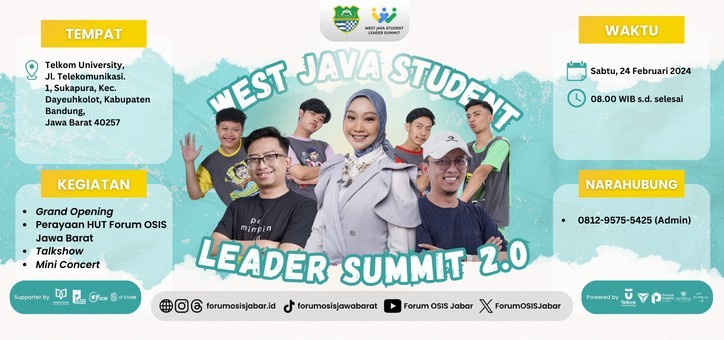 WEST JAVA STUDENT
LEADER SUMMIT
TEMPAT
Telkom University,
Jl. Telekomunikasi.
1, Sukapura, Kec.
Dayeuhkolot, Kabupaten
Bandung,
Jawa Barat 40257
KEGIATAN
Grand Opening
Perayaan HUT Forum OSIS
Jawa Barat
Talkshow
Mini Concert
Supporter by
WEST JAVA STUDENT
LEADER SUMMIT 2.0
forumosisjabar.id
forumosisjawabarat
Forum OSIS Jabar
ForumOSISJabar
WAKTU
Sabtu, 24 Februari 2024
08.00 WIB s.d. selesai
NARAHUBUNG
0812-9575-5425 (Admin)
Powered by